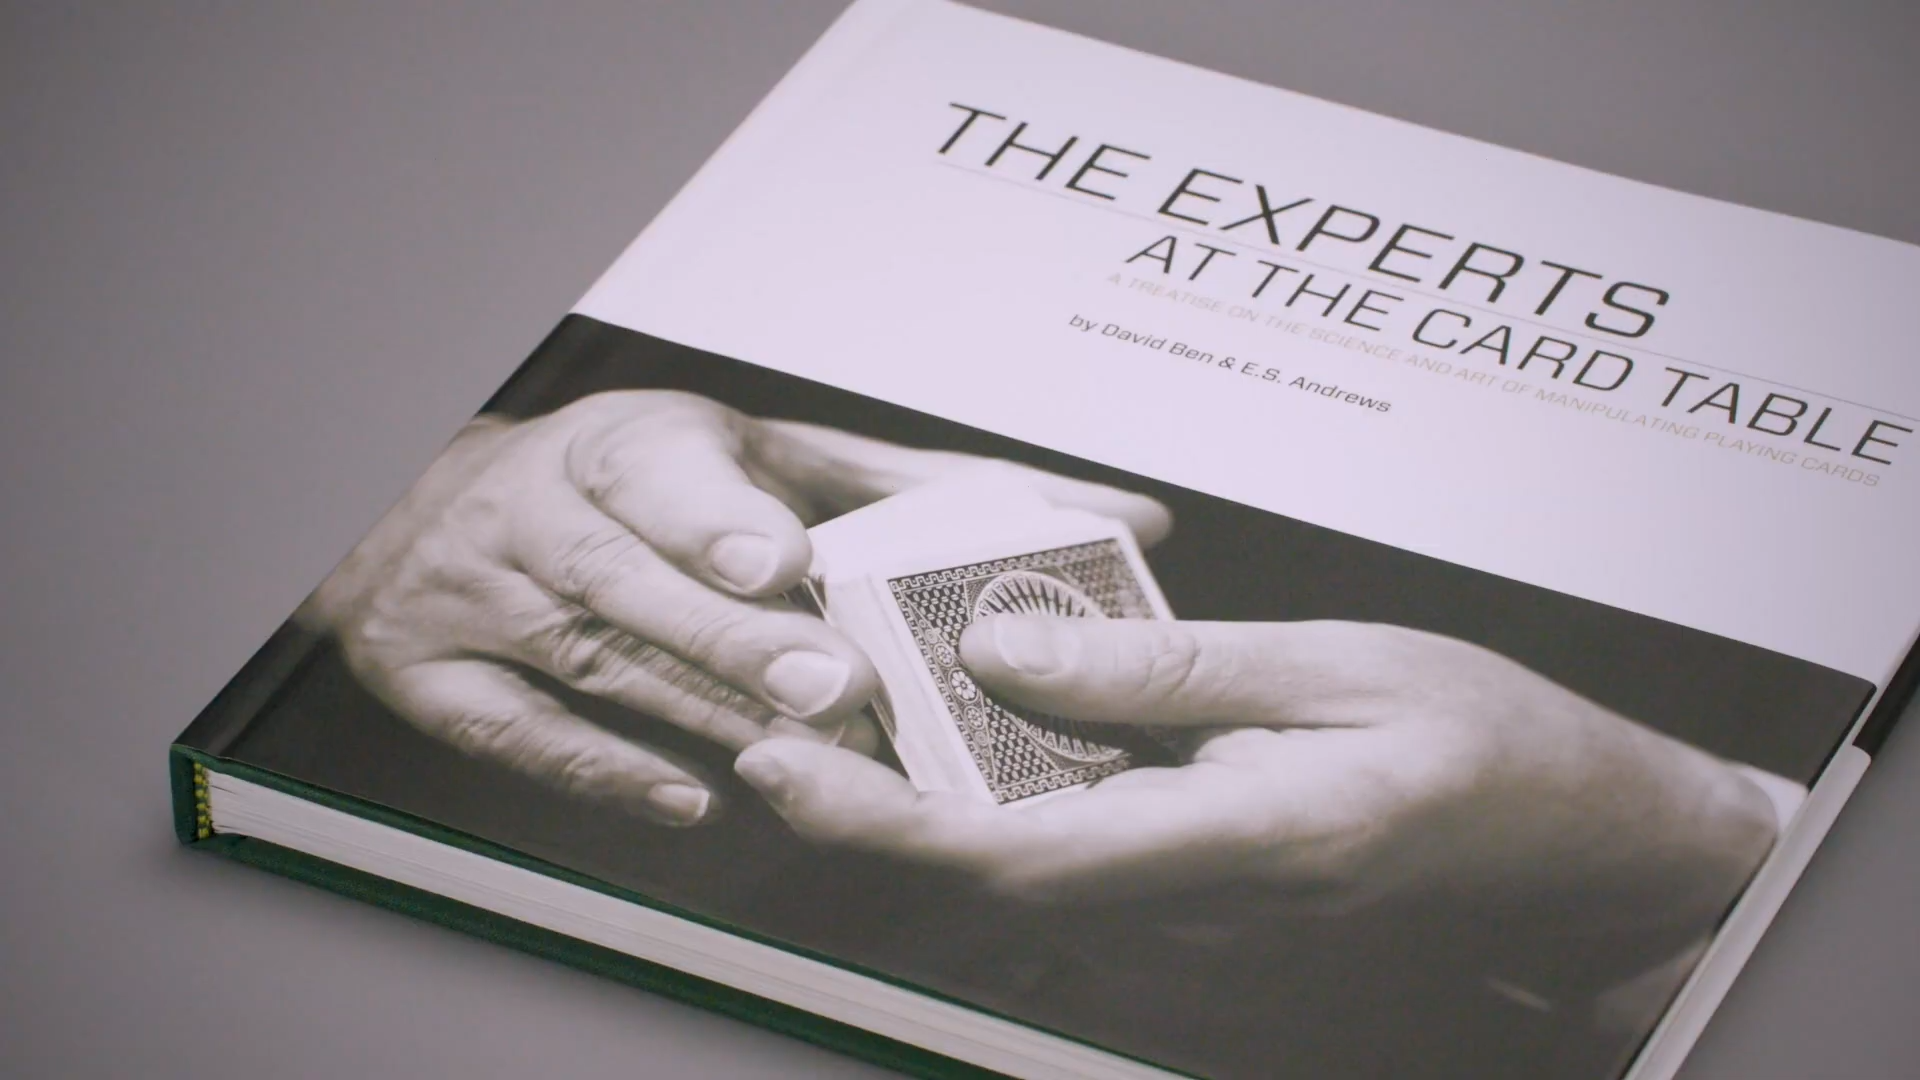 THE EXPERTS
AT THE CARD TABLE
A TREATISE ON THE SCIENCE AND ART OF MANIPULATING PLAYING CARDS
by David Ben & E.S. Andrews